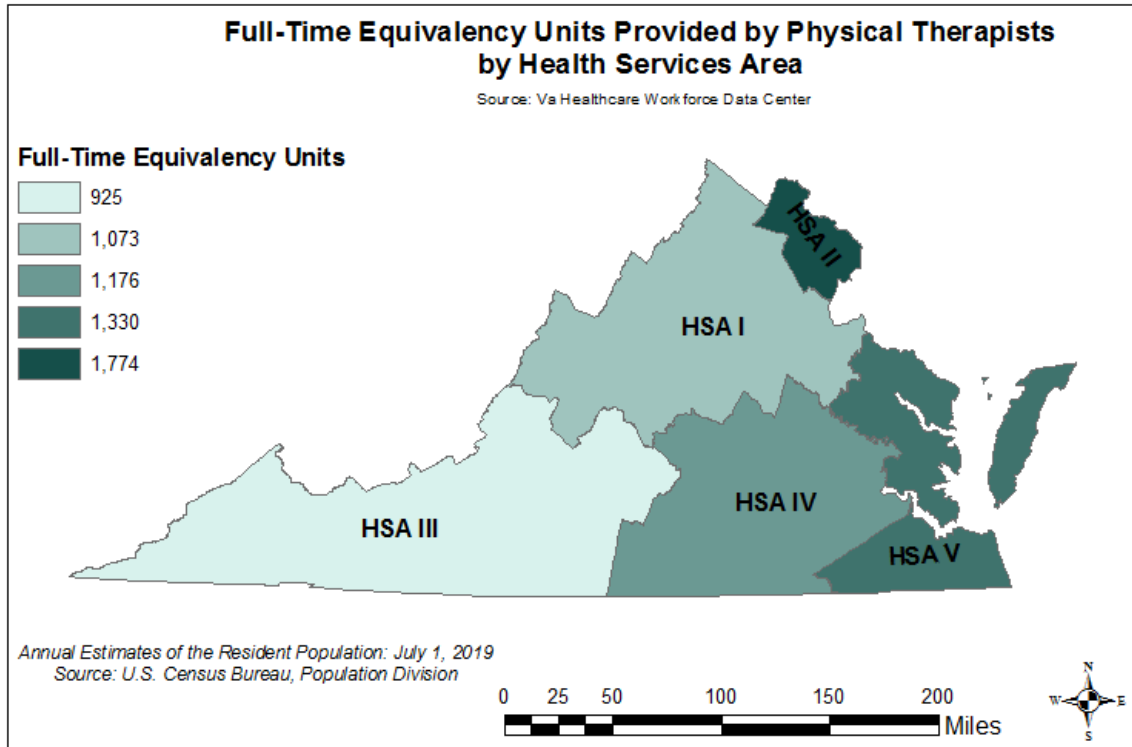 Full-Time Equivalency Units Provided by Physical Therapists
by Health Services Area
Source: Va Healthcare Workforce Data Center
Full-Time Equivalency Units
925
1,073
1,176
1,330
1,774
HSA II
HSA I
HSA IV
HSA III
HSA V
Annual Estimates of the Resident Population: July 1, 2019
Source: U.S. Census Bureau, Population Division
0 25 50 100 150 200
Miles
N
W E
S